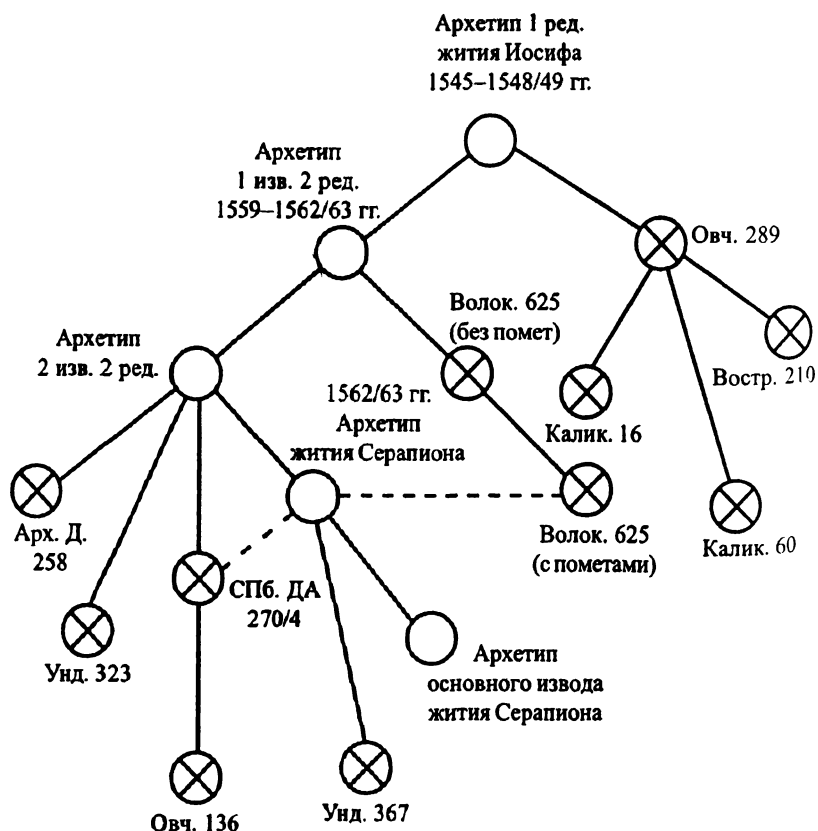 Архетип 1 ред.
жития Иосифа
1545–1548/49 гг.
Архетип
1 изв. 2 ред.
1559–1562/63 гг.
Овч. 289
Волок. 625
(без помет)
Архетип
2 изв. 2 ред.
Востр. 210
1562/63 гг.
Архетип
жития Серапиона
Калик. 16
Арх. Д.
258
Волок. 625
(с пометами)
Калик. 60
СПб. ДА
270/4
Унд. 323
Архетип
основного извода
жития Серапиона
Овч. 136
Унд. 367